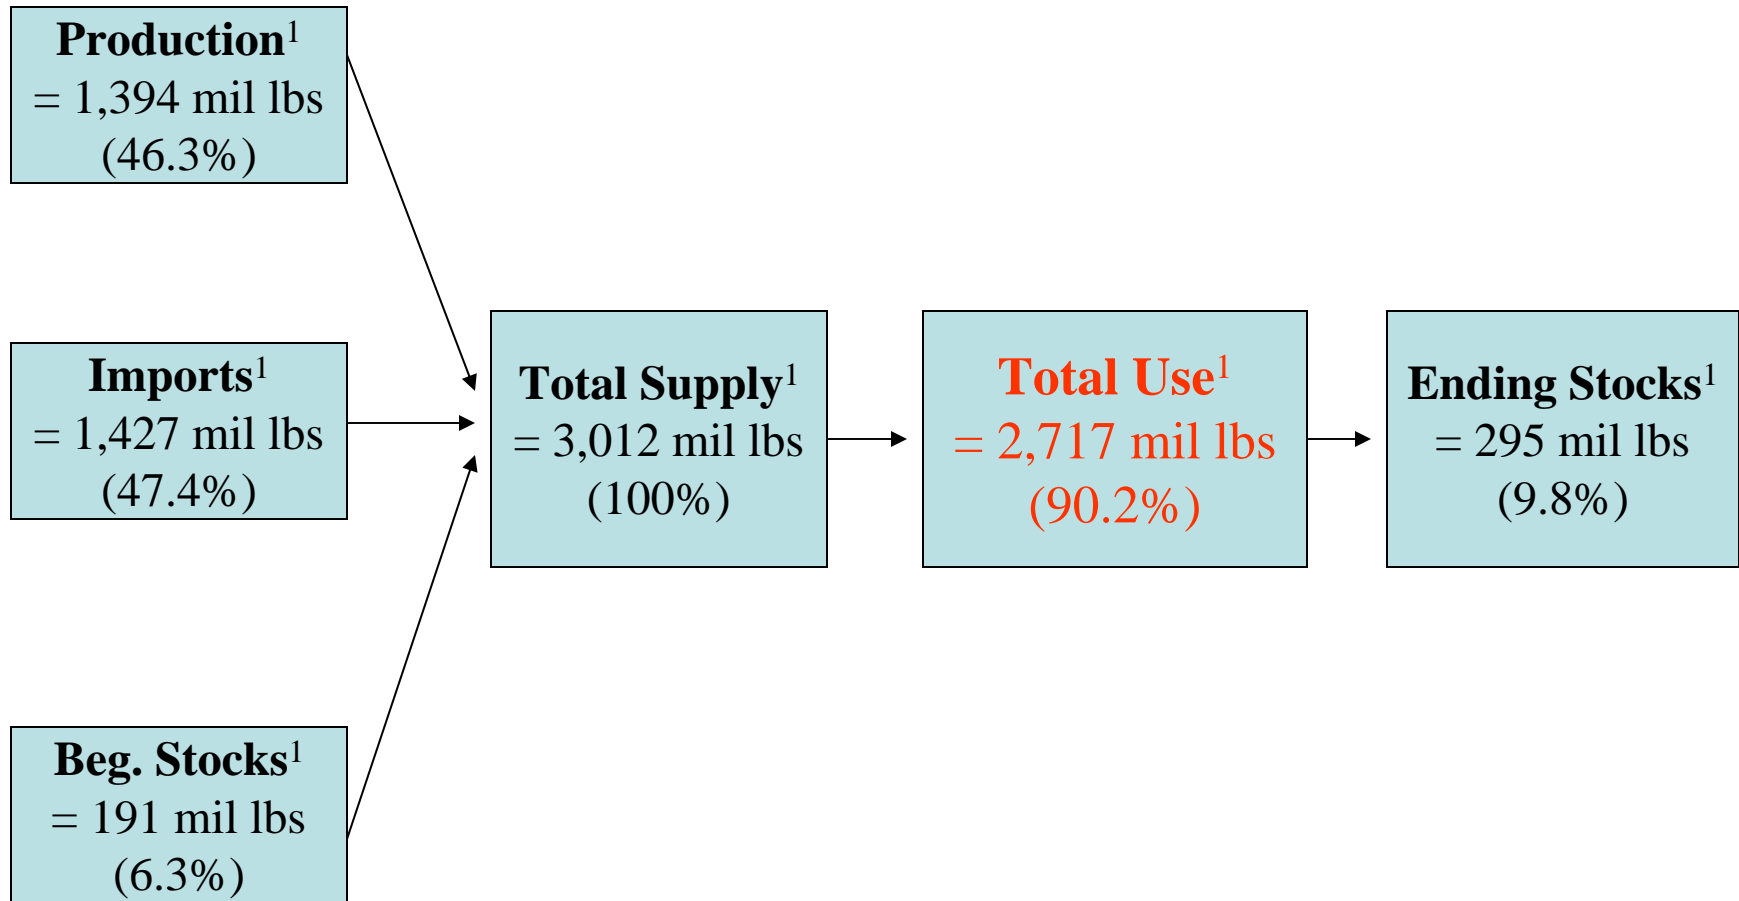 Production¹
= 1,394 mil lbs
(46.3%)
Imports¹
= 1,427 mil lbs
(47.4%)
Beg. Stocks¹
= 191 mil lbs
(6.3%)
Total Supply¹
= 3,012 mil lbs
(100%)
Total Use¹
= 2,717 mil lbs
(90.2%)
Ending Stocks¹
= 295 mil lbs
(9.8%)